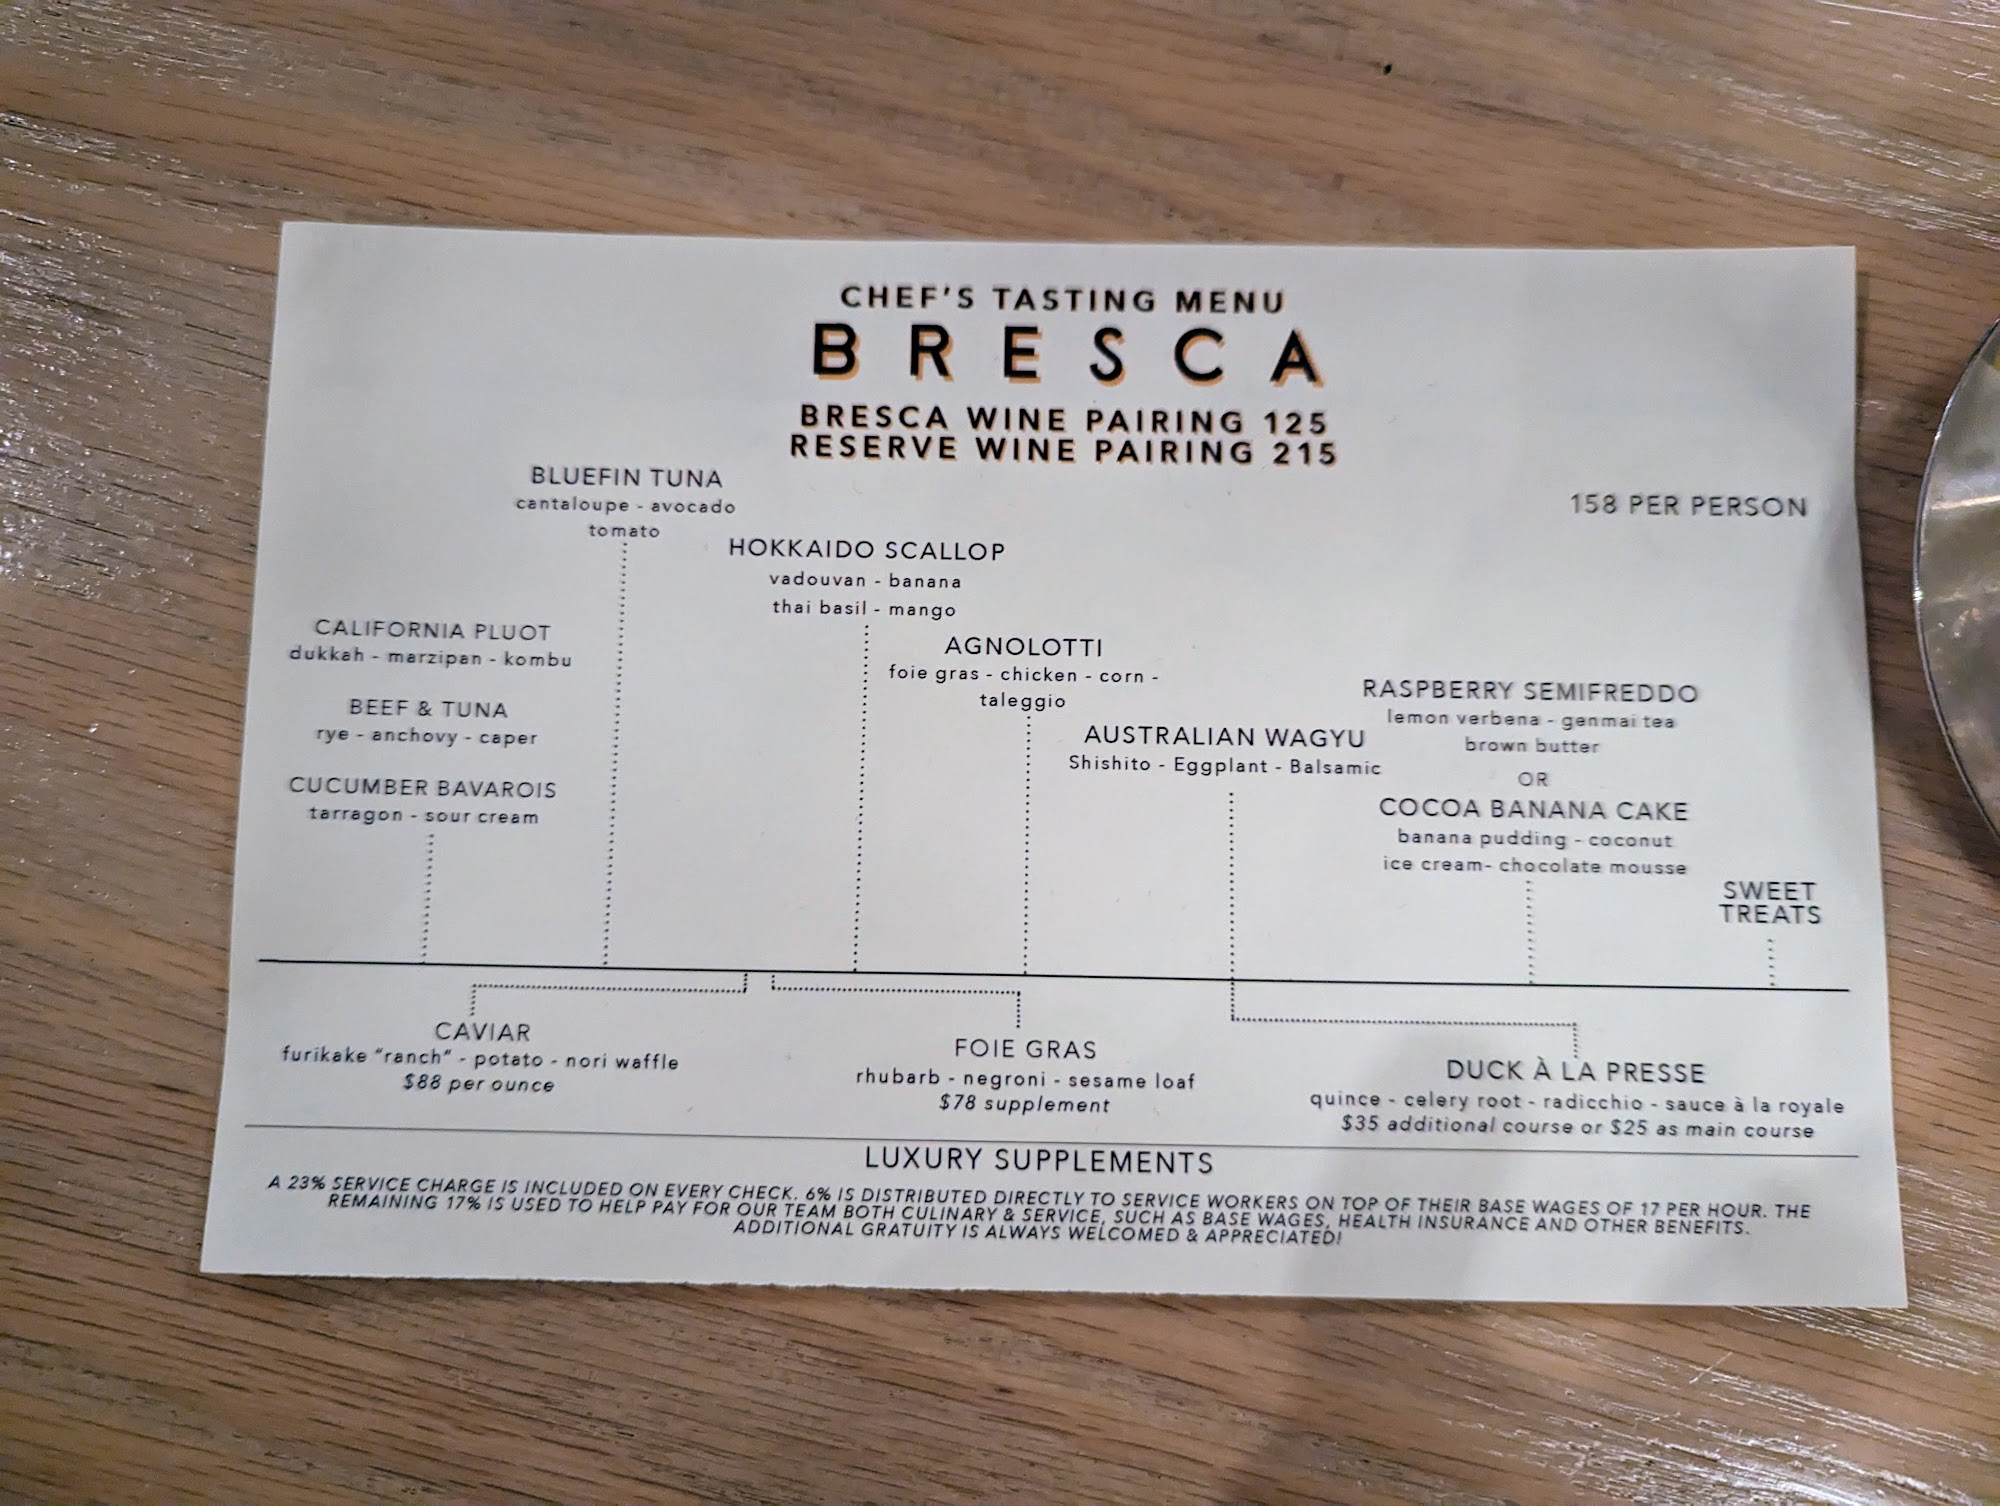 CHEF'S TASTING MENU
BRESCA
BRESCA WINE PAIRING 125
RESERVE WINE PAIRING 215
158 PER PERSON
CALIFORNIA PLUOT
dukkah - marzipan - kombu
BEEF & TUNA
rye - anchovy - caper
CUCUMBER BAVAROIS
tarragon - sour cream
BLUEFIN TUNA
cantaloupe - avocado
tomato
HOKKAIDO SCALLOP
vadouvan - banana
thai basil - mango
AGNOLOTTI
foie gras - chicken - corn -
taleggio
AUSTRALIAN WAGYU
Shishito - Eggplant - Balsamic
RASPBERRY SEMIFREDDO
lemon verbena - genmai tea
brown butter
OR
COCOA BANANA CAKE
banana pudding - coconut
ice cream- chocolate mousse
SWEET
TREATS
CAVIAR
furikake "ranch" - potato - nori waffle
$88 per ounce
FOIE GRAS
rhubarb - negroni - sesame loaf
$78 supplement
DUCK À LA PRESSE
quince - celery root - radicchio - sauce à la royale
$35 additional course or $25 as main course
LUXURY SUPPLEMENTS
A 23% SERVICE CHARGE IS INCLUDED ON EVERY CHECK. 6% IS DISTRIBUTED DIRECTLY TO SERVICE WORKERS ON TOP OF THEIR BASE WAGES OF 17 PER HOUR. THE
REMAINING 17% IS USED TO HELP PAY FOR OUR TEAM BOTH CULINARY & SERVICE, SUCH AS BASE WAGES, HEALTH INSURANCE AND OTHER BENEFITS.
ADDITIONAL GRATUITY IS ALWAYS WELCOMED & APPRECIATED!